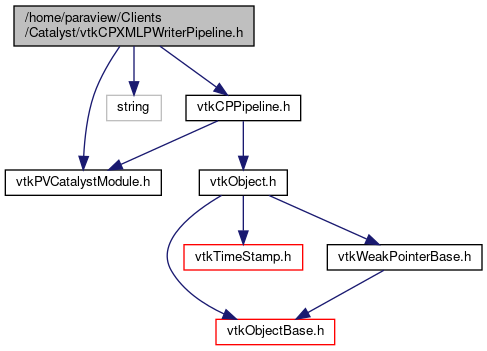 /home/paraview/Clients
/Catalyst/vtkCPXMLPWriterPipeline.h
string
vtkCPPipeline.h
vtkPVCatalystModule.h
vtkObject.h
vtkTimeStamp.h
vtkWeakPointerBase.h
vtkObjectBase.h